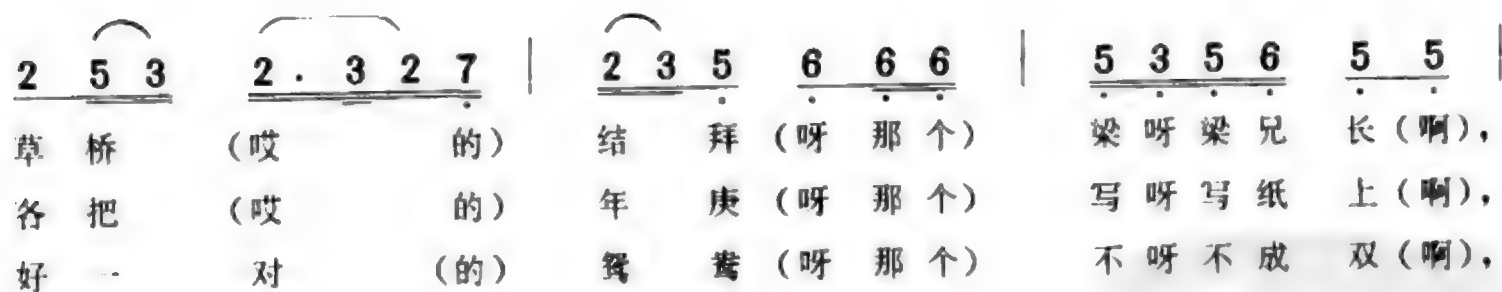 2 5 3 2 . 3 2 7 | 2 3 5 6 6 6 | 5 3 5 6 5 5 |
草 桥 (哎 的) 结 拜 (呀 那 个) 梁 呀 梁 兄 长 (啊),
各 把 (哎 的) 年 庚 (呀 那 个) 写 呀 写 纸 上 (啊),
好 一 对 (的) 鸳 鸯 (呀 那 个) 不 呀 不 成 双 (啊),